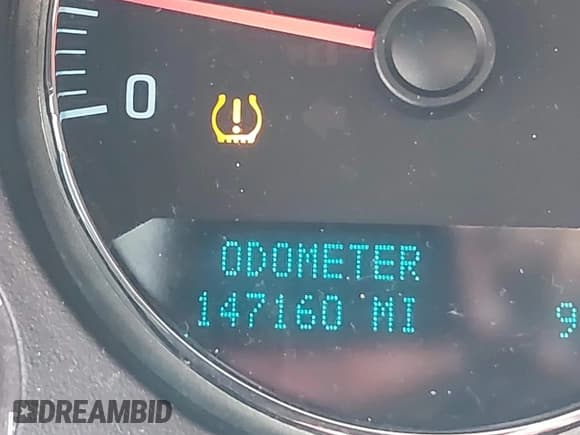 0
ODOMETER
147160 MI
9
DREAMBID